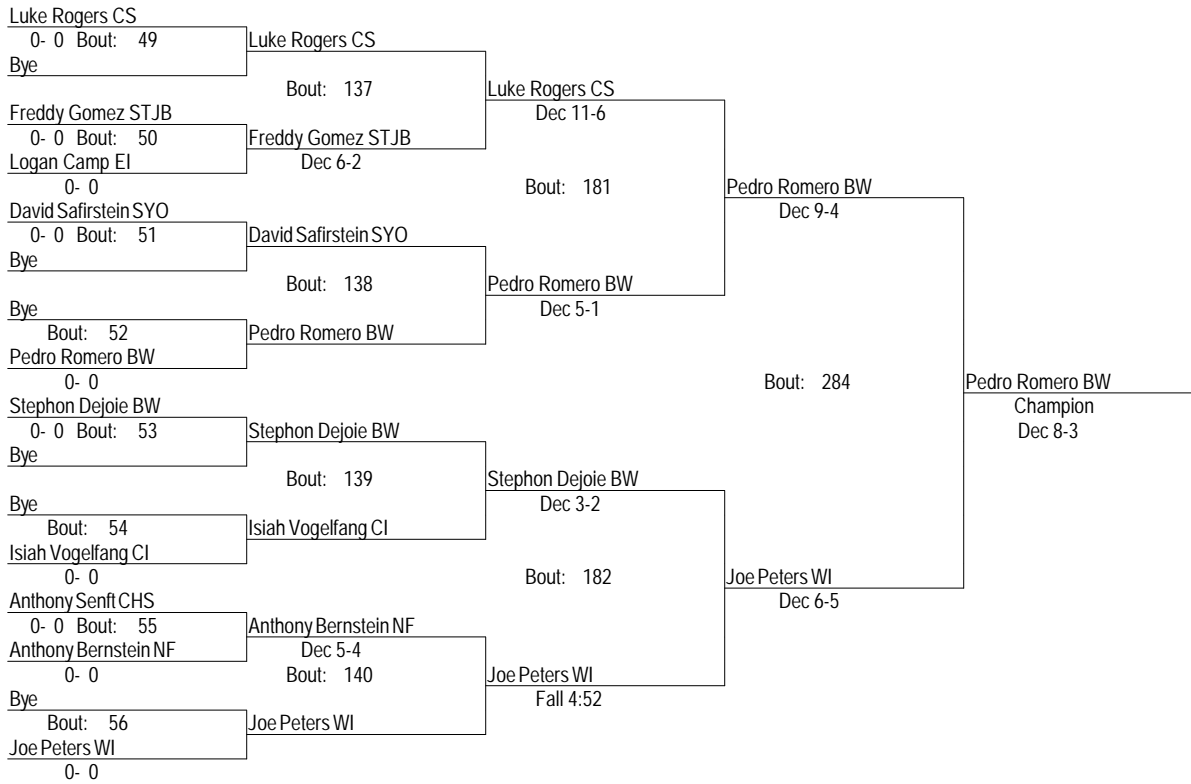 Luke Rogers CS
0- 0 Bout: 49
Bye
Luke Rogers CS
Bout: 137
Freddy Gomez STJB
0- 0 Bout: 50
Logan Camp EI
0- 0
Freddy Gomez STJB
Dec 6-2
Luke Rogers CS
Dec 11-6
Bout: 181
David Safirstein SYO
0- 0 Bout: 51
Bye
David Safirstein SYO
Bout: 138
Bye
Bout: 52
Pedro Romero BW
0- 0
Pedro Romero BW
Pedro Romero BW
Dec 5-1
Pedro Romero BW
Dec 9-4
Bout: 284
Stephon Dejoie BW
0- 0 Bout: 53
Bye
Stephon Dejoie BW
Bout: 139
Bye
Bout: 54
Isiah Vogelfang CI
0- 0
Isiah Vogelfang CI
Stephon Dejoie BW
Dec 3-2
Bout: 182
Anthony Senft CHS
0- 0 Bout: 55
Anthony Bernstein NF
0- 0
Anthony Bernstein NF
Dec 5-4
Bout: 140
Bye
Bout: 56
Joe Peters WI
0- 0
Joe Peters WI
Joe Peters WI
Fall 4:52
Joe Peters WI
Dec 6-5
Pedro Romero BW
Champion
Dec 8-3